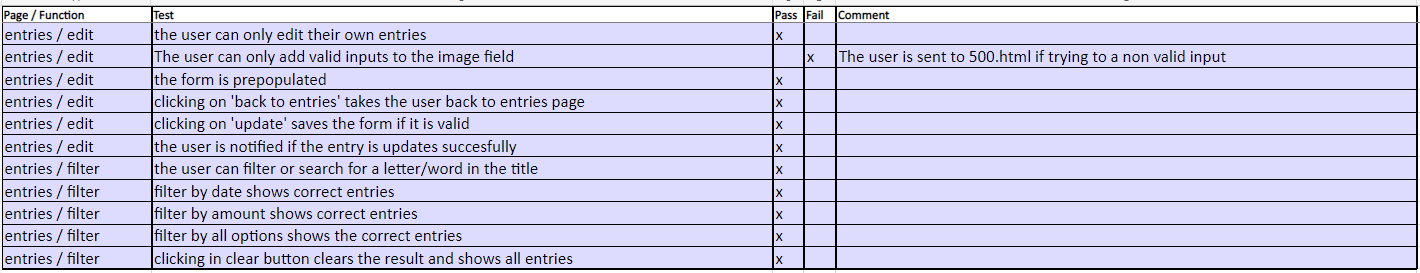 Page / Function Test Pass Fail Comment
entries / edit the user can only edit their own entries x
entries / edit The user can only add valid inputs to the image field x The user is sent to 500.html if trying to a non valid input
entries / edit the form is prepopulated x
entries / edit clicking on 'back to entries' takes the user back to entries page x
entries / edit clicking on 'update' saves the form if it is valid x
entries / edit the user is notified if the entry is updates succesfully x
entries / filter the user can filter or search for a letter/word in the title x
entries / filter filter by date shows correct entries x
entries / filter filter by amount shows correct entries x
entries / filter filter by all options shows the correct entries x
entries / filter clicking in clear button clears the result and shows all entries x